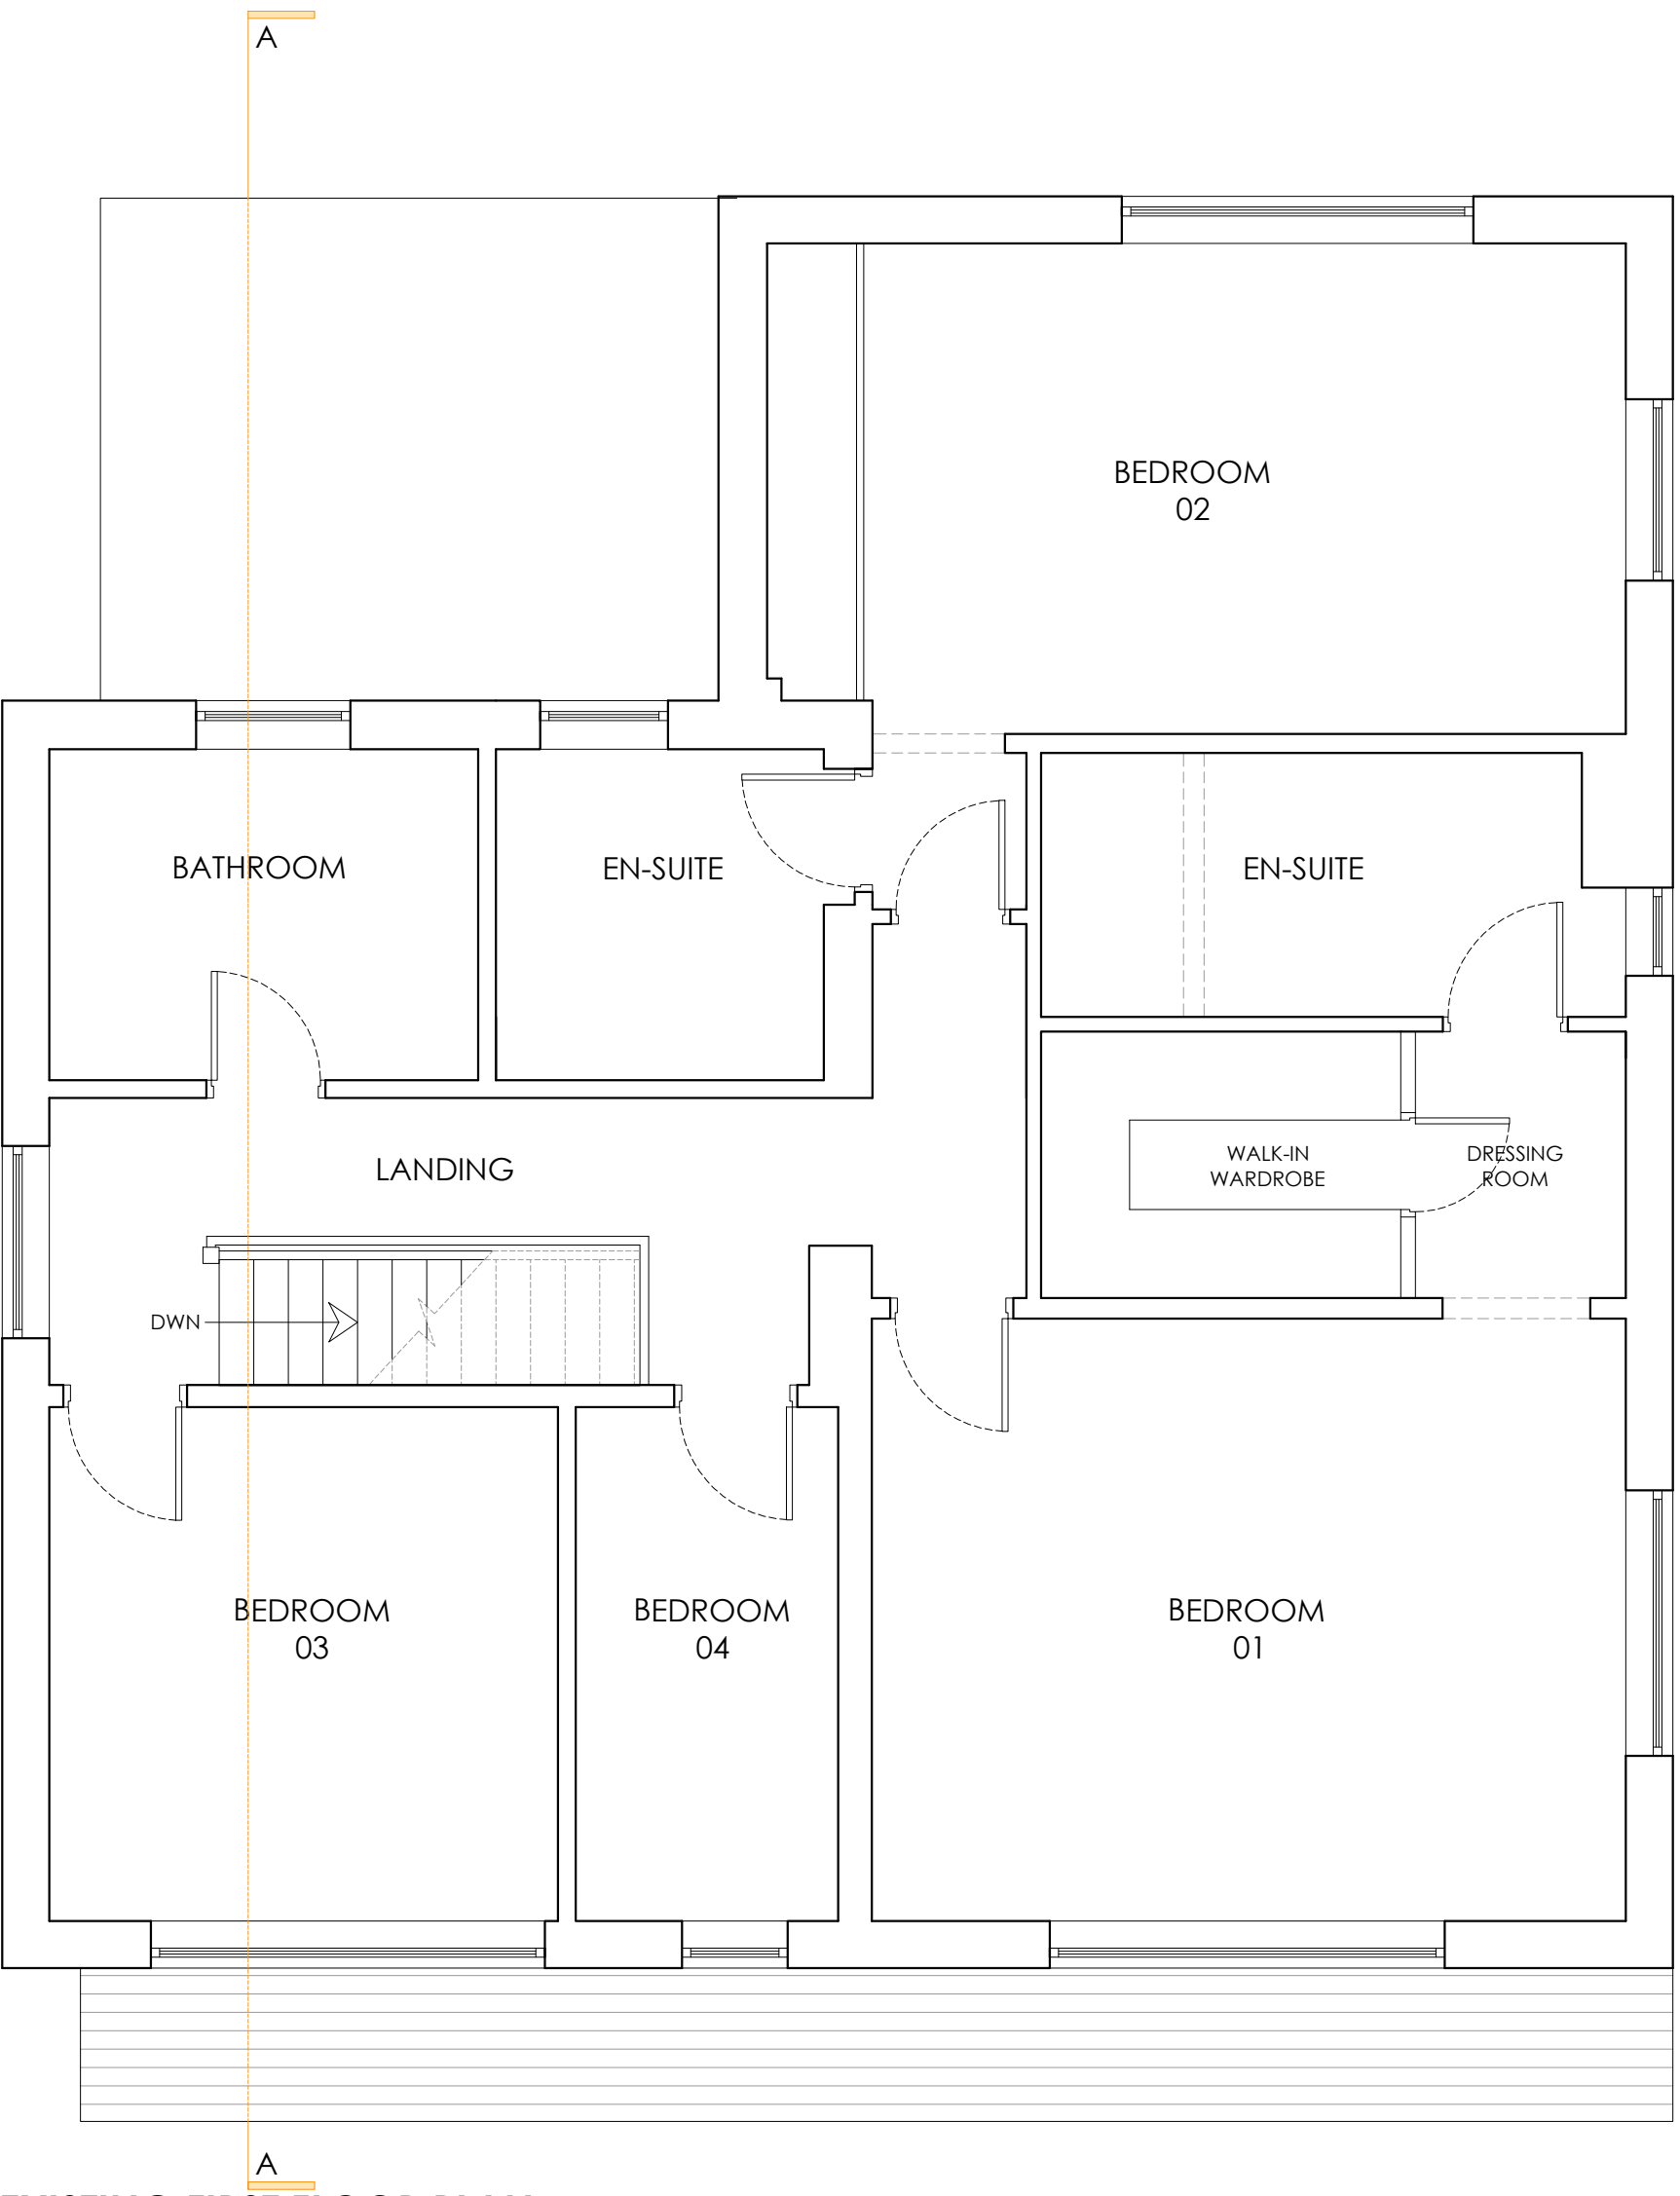 A
BEDROOM
02
BATHROOM
EN-SUITE
EN-SUITE
LANDING
WALK-IN
WARDROBE
DRESSING
ROOM
DWN
BEDROOM
03
BEDROOM
04
BEDROOM
01
A